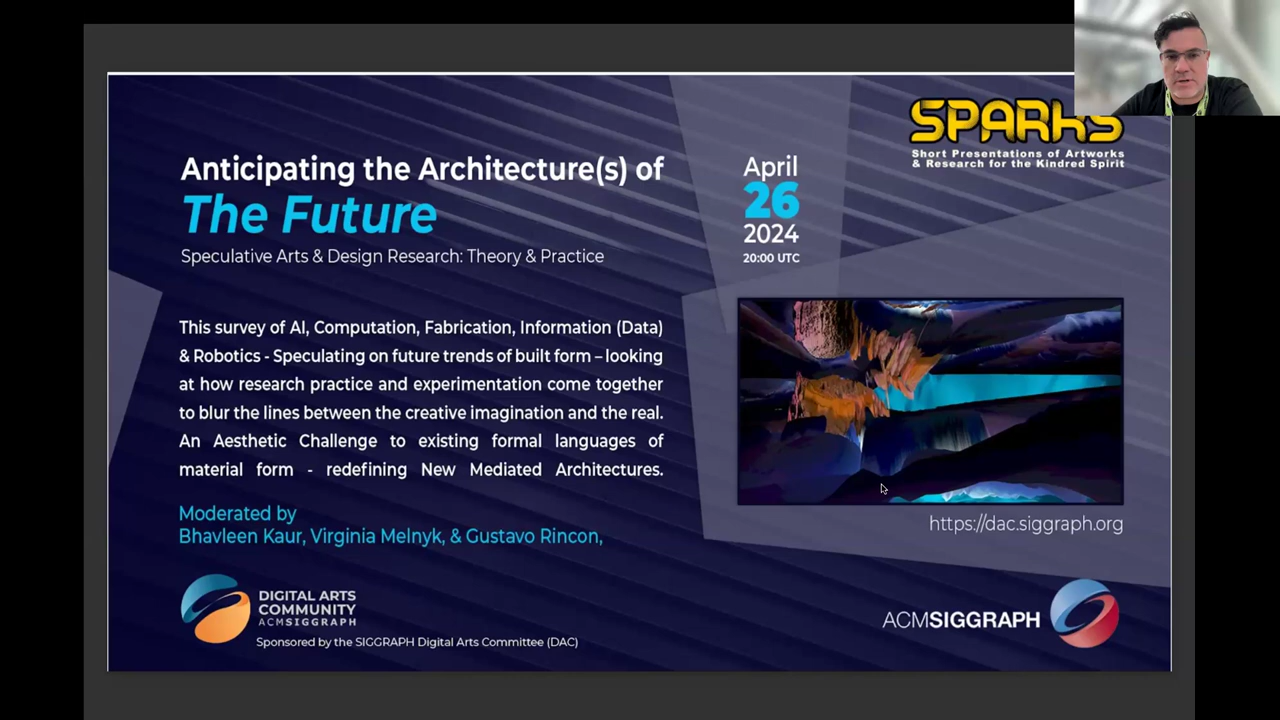 SPARKS
Short Presentations of Artworks
& Research for the Kindred Spirit
Anticipating the Architecture(s) of
The Future
Speculative Arts & Design Research: Theory & Practice
April
26
2024
20:00 UTC
This survey of AI, Computation, Fabrication, Information (Data)
& Robotics - Speculating on future trends of built form – looking
at how research practice and experimentation come together
to blur the lines between the creative imagination and the real.
An Aesthetic Challenge to existing formal languages of
material form - redefining New Mediated Architectures.
Moderated by
Bhavleen Kaur, Virginia Melnyk, & Gustavo Rincon,
https://dac.siggraph.org
DIGITAL ARTS
COMMUNITY
ACMSIGGRAPH
Sponsored by the SIGGRAPH Digital Arts Committee (DAC)
ACMSIGGRAPH